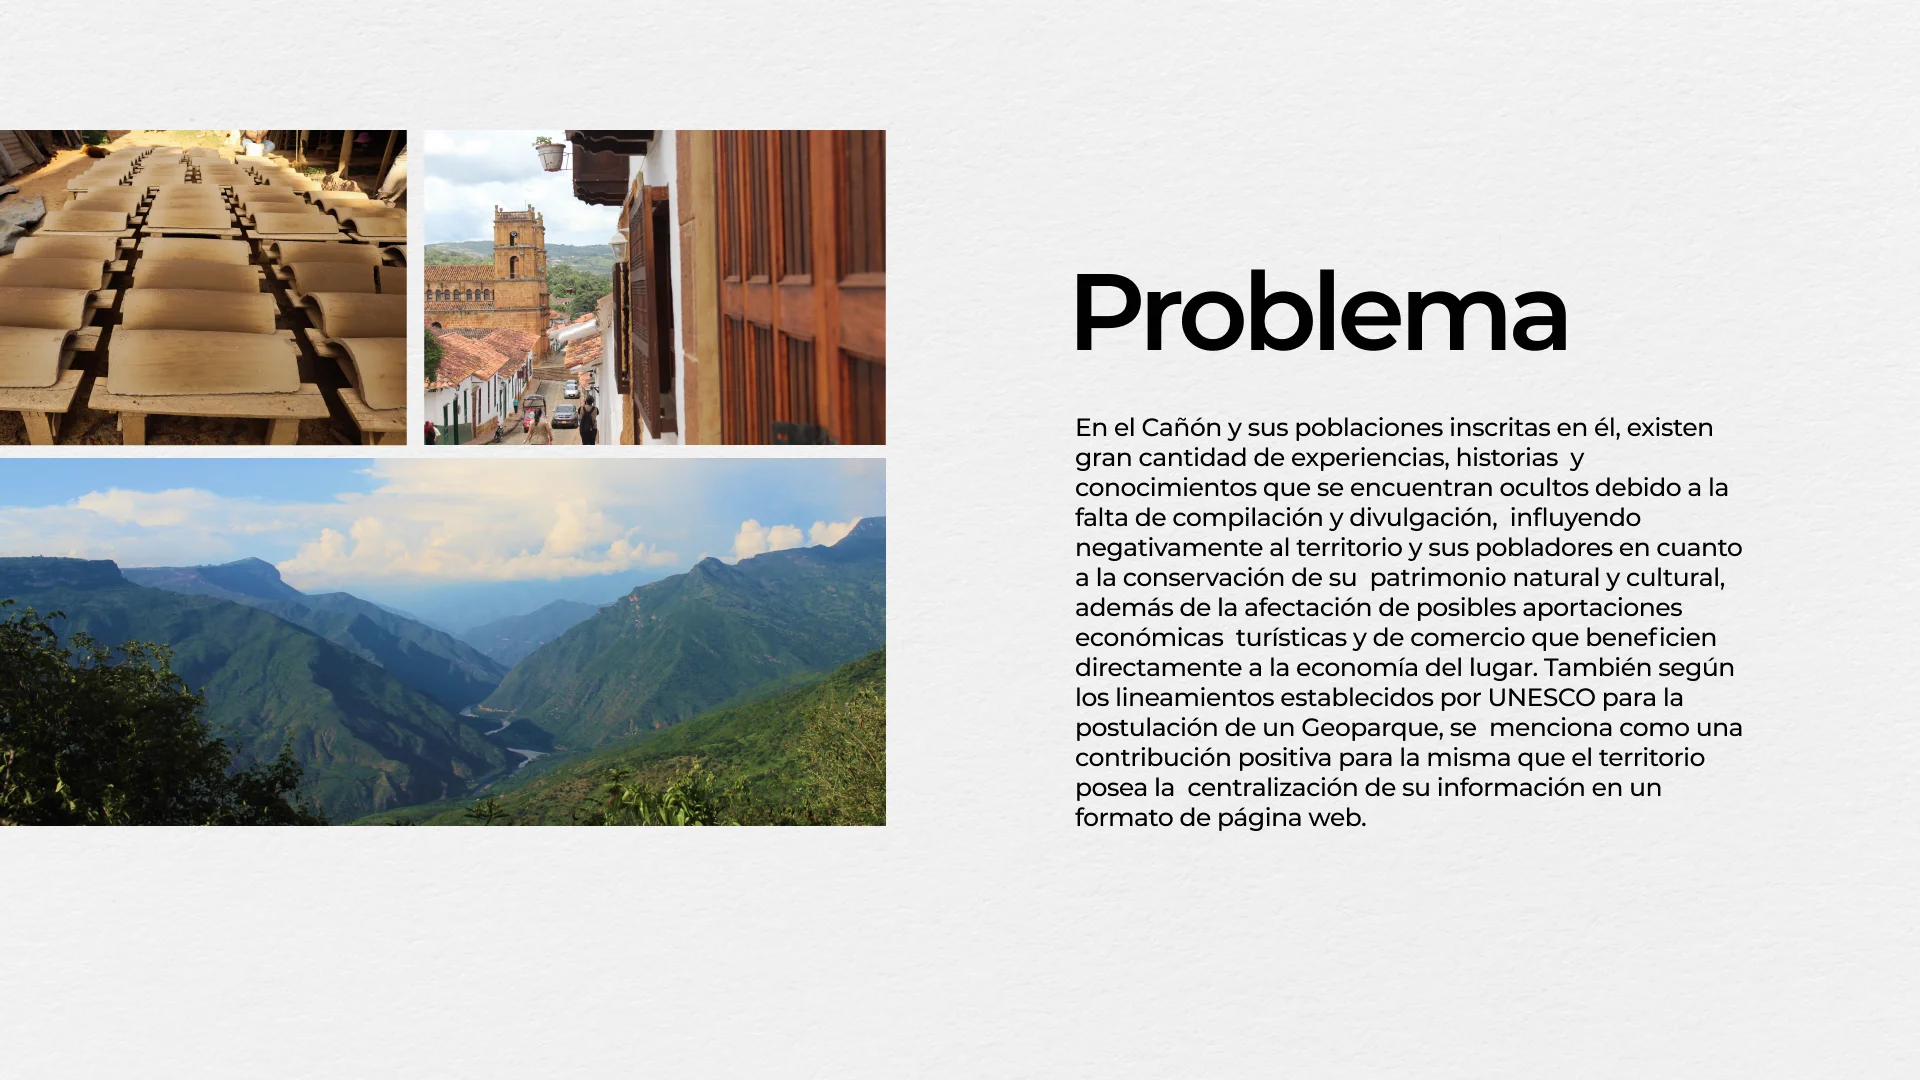 Problema
En el Cañón y sus poblaciones inscritas en él, existen
gran cantidad de experiencias, historias  y
conocimientos que se encuentran ocultos debido a la
falta de compilación y divulgación,  influyendo
negativamente al territorio y sus pobladores en cuanto
a la conservación de su  patrimonio natural y cultural,
además de la afectación de posibles aportaciones
económicas  turísticas y de comercio que beneficien
directamente a la economía del lugar. También según
los lineamientos establecidos por UNESCO para la
postulación de un Geoparque, se  menciona como una
contribución positiva para la misma que el territorio
posea la  centralización de su información en un
formato de página web.